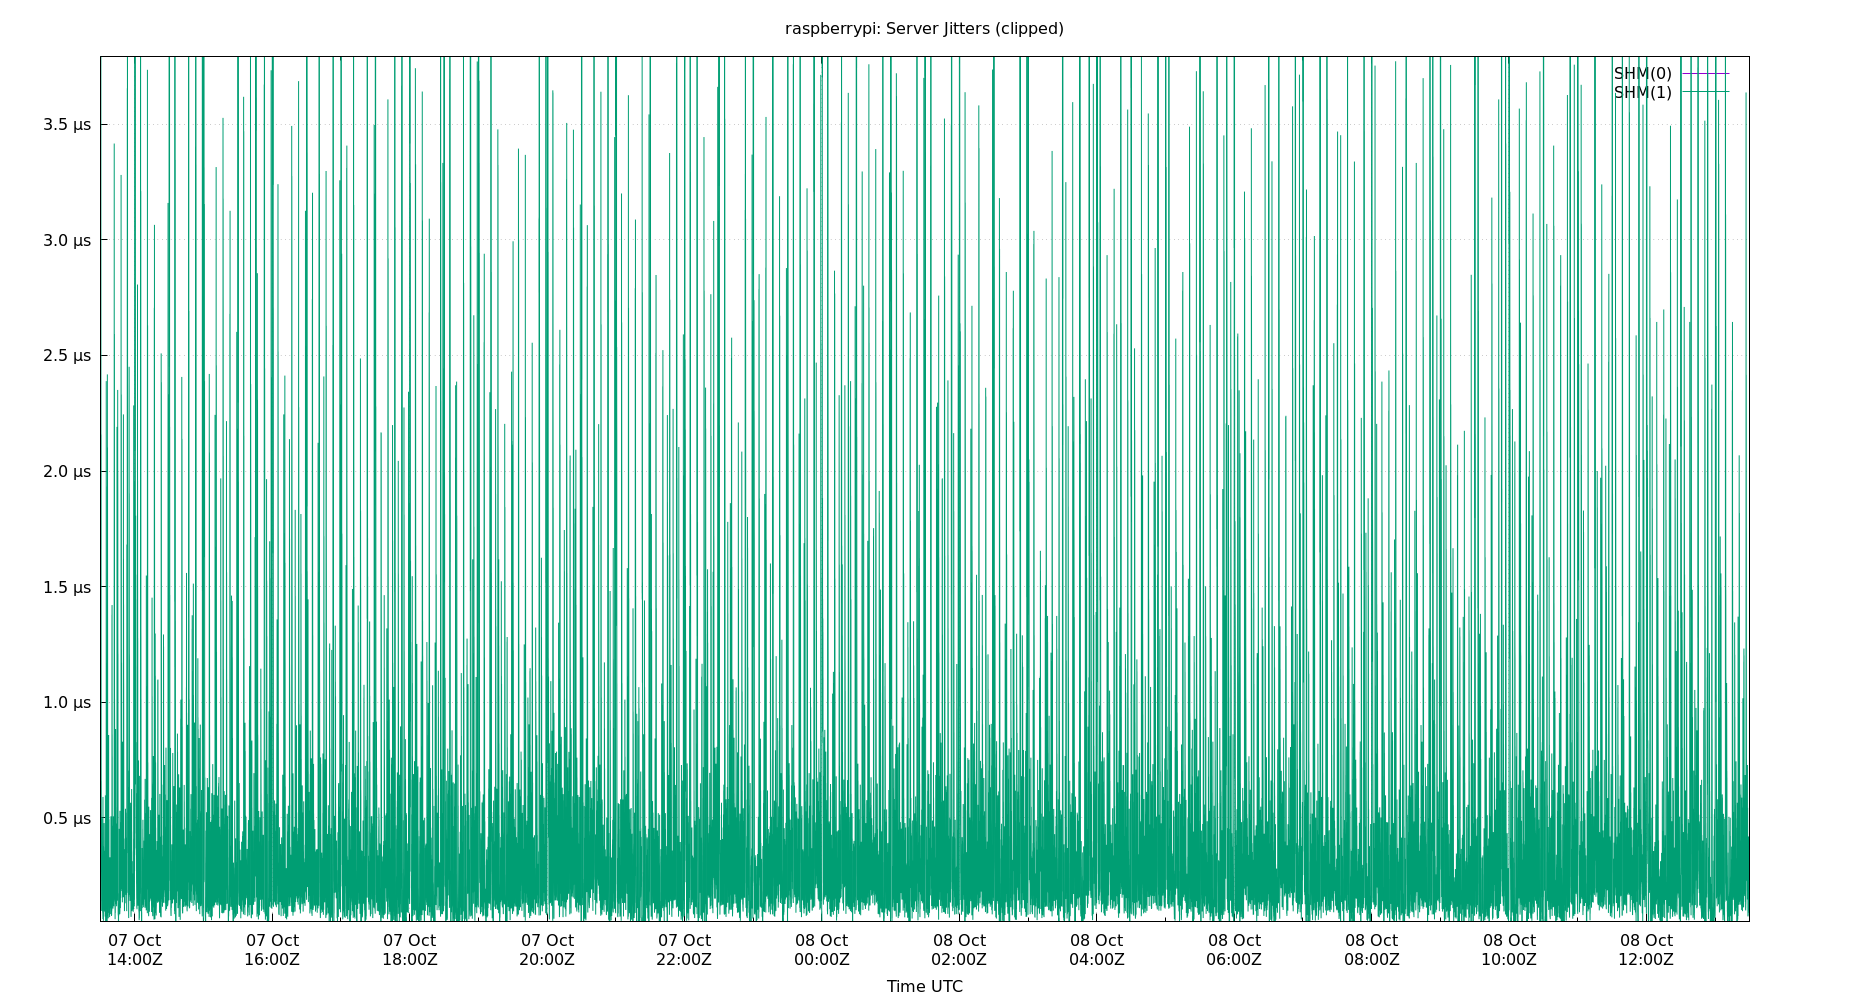 raspberrypi: Server Jitters (clipped)
SHM(0)
SHM(1)
3.5 µs
3.0 µs
2.5 µs
2.0 µs
1.5 µs
1.0 µs
0.5 µs
07 Oct 07 Oct 07 Oct 07 Oct 07 Oct 08 Oct 08 Oct 08 Oct 08 Oct 08 Oct 08 Oct 08 Oct
14:00Z 16:00Z 18:00Z 20:00Z 22:00Z 00:00Z 02:00Z 04:00Z 06:00Z 08:00Z 10:00Z 12:00Z
Time UTC